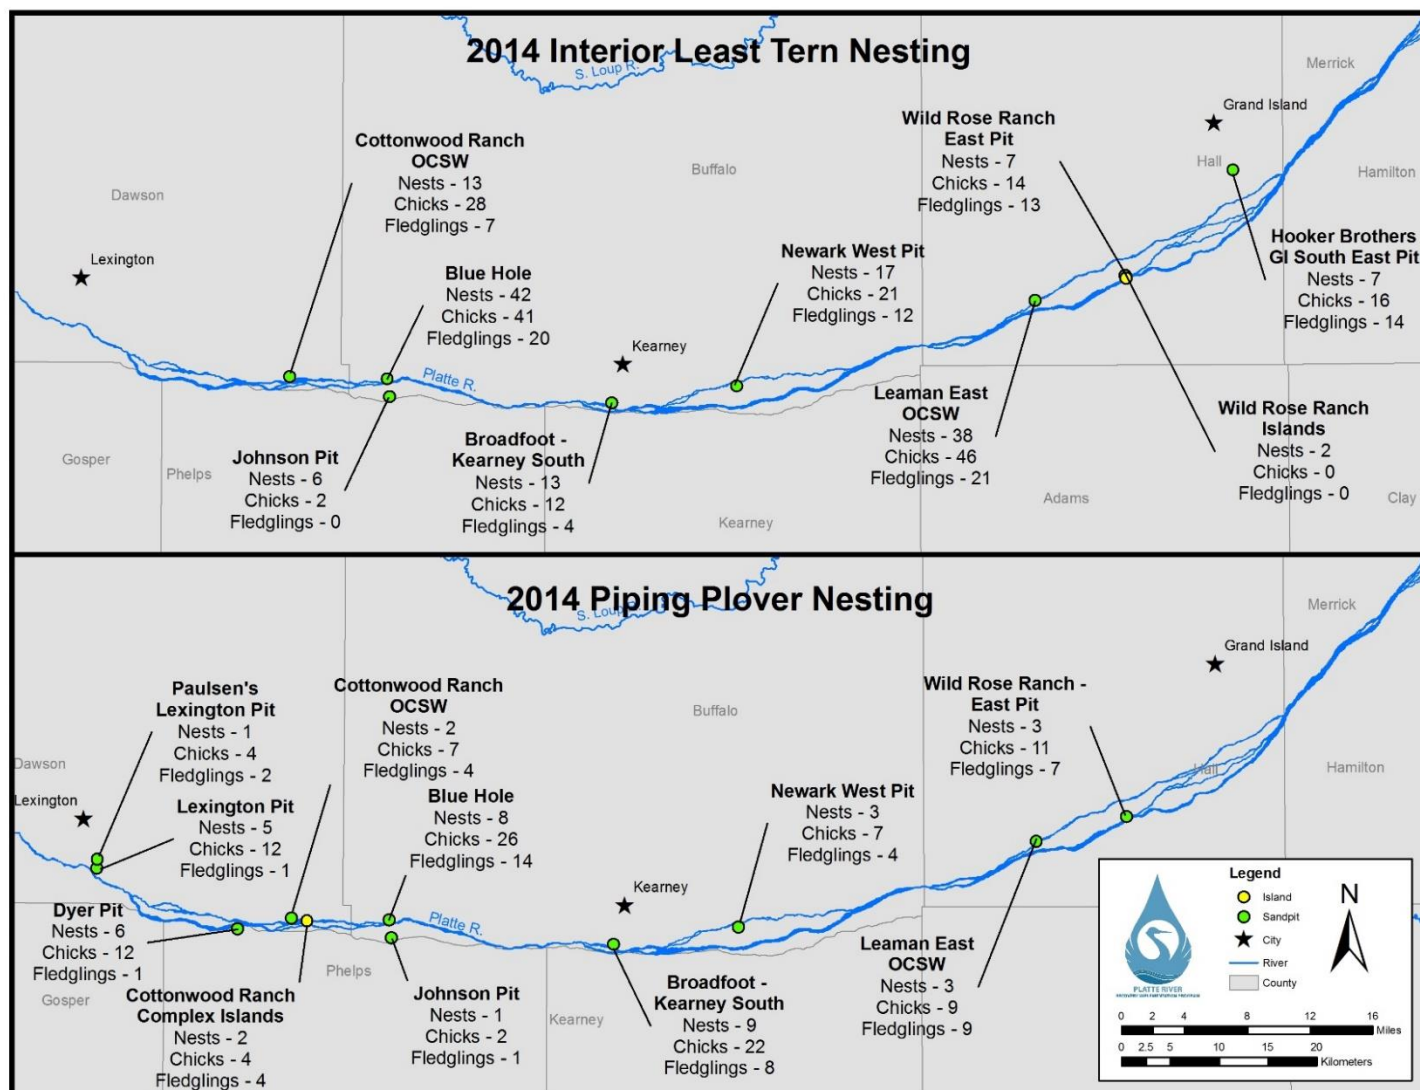 2014 Interior Least Tern Nesting
S. Loup R.
Merrick
Grand Island
Hall
Hamilton
Buffalo
Dawson
Lexington
Cottonwood Ranch
OCSW
Nests - 13
Chicks - 28
Fledglings - 7
Blue Hole
Nests - 42
Chicks - 41
Fledglings - 20
Newark West Pit
Nests - 17
Chicks - 21
Fledglings - 12
Wild Rose Ranch
East Pit
Nests - 7
Chicks - 14
Fledglings - 13
Hooker Brothers
GI South East Pit
Nests - 7
Chicks - 16
Fledglings - 14
Kearney
Platte R.
Gosper
Phelps
Johnson Pit
Nests - 6
Chicks - 2
Fledglings - 0
Broadfoot -
Kearney South
Nests - 13
Chicks - 12
Fledglings - 4
Kearney
Leaman East
OCSW
Nests - 38
Chicks - 46
Fledglings - 21
Adams
Wild Rose Ranch
Islands
Nests - 2
Chicks - 0
Fledglings - 0
Clay
2014 Piping Plover Nesting
S. Loup R.
Merrick
Grand Island
Hall
Hamilton
Buffalo
Dawson
Lexington
Paulsen's
Lexington Pit
Nests - 1
Chicks - 4
Fledglings - 2
Lexington Pit
Nests - 5
Chicks - 12
Fledglings - 1
Cottonwood Ranch
OCSW
Nests - 2
Chicks - 7
Fledglings - 4
Blue Hole
Nests - 8
Chicks - 26
Fledglings - 14
Newark West Pit
Nests - 3
Chicks - 7
Fledglings - 4
Wild Rose Ranch -
East Pit
Nests - 3
Chicks - 11
Fledglings - 7
Kearney
Platte R.
Dyer Pit
Nests - 6
Chicks - 12
Fledglings - 1
Gosper
Phelps
Cottonwood Ranch
Complex Islands
Nests - 2
Chicks - 4
Fledglings - 4
Johnson Pit
Nests - 1
Chicks - 2
Fledglings - 1
Kearney
Broadfoot -
Kearney South
Nests - 9
Chicks - 22
Fledglings - 8
Leaman East
OCSW
Nests - 3
Chicks - 9
Fledglings - 9
PLATTE RIVER
Legend
Island
Sandpit
City
River
County
N
0 2 4 8 12 16
Miles
0 2.5 5 10 15 20
Kilometers